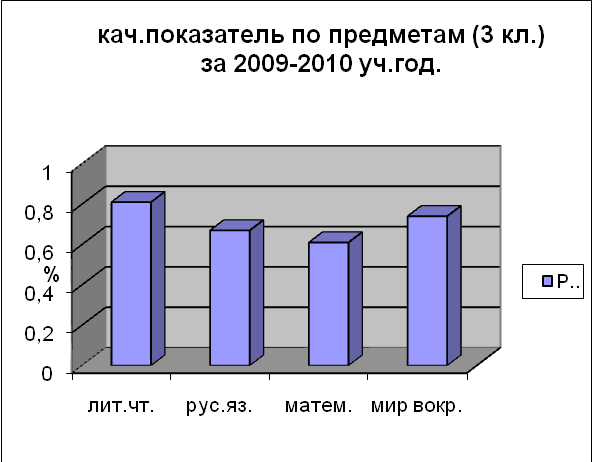 кач.показатель по предметам (3 кл.)
за 2009-2010 уч.год.
1
0,8
0,6
0,4
0,2
0
%
лит.чт. рус.яз. матем. мир вокр.
Р..